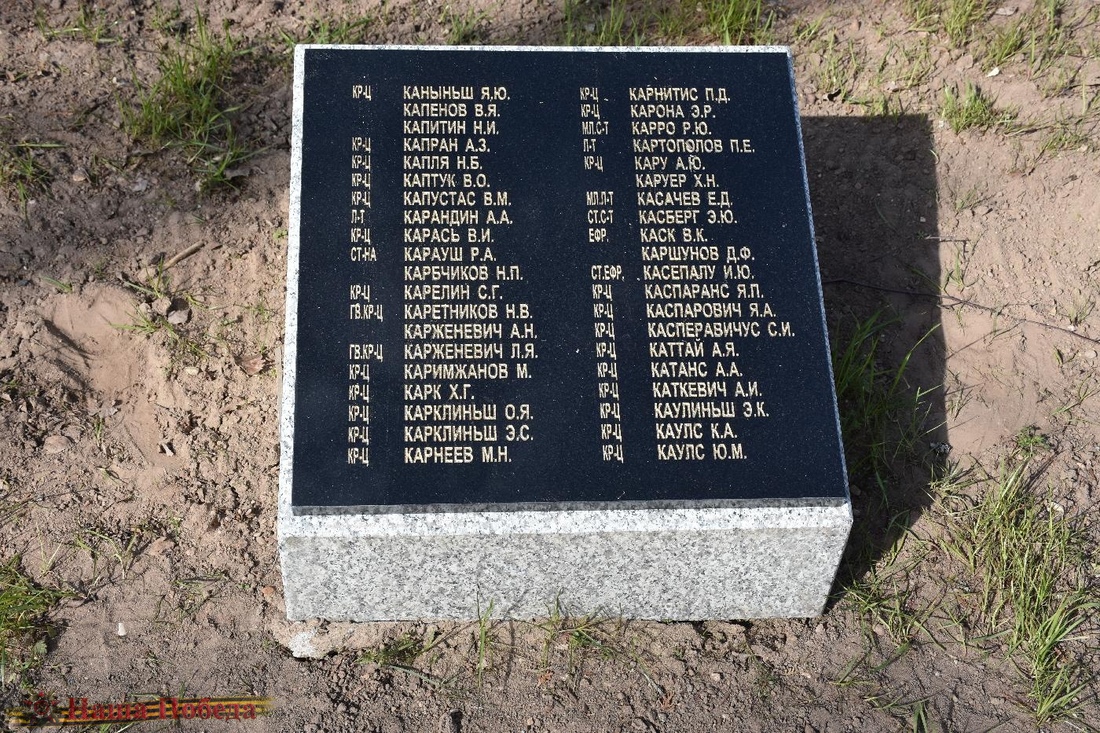 КР-Ц КАНЫНЬШ Я.Ю.
КАПЕНОВ В.Я.
КАПИТИН Н.И.
КР-Ц КАПРАН А.З.
КР-Ц КАПЛЯ Н.Б.
КР-Ц КАПТУК В.О.
КР-Ц КАПУСТАС В.М.
Л-Т КАРАНДИН А.А.
КР-Ц КАРАСЬ В.И.
СТ-НА КАРАУШ Р.А.
КАРБЧИКОВ Н.П.
КР-Ц КАРЕЛИН С.Г.
ГВ.КР-Ц КАРЕТНИКОВ Н.В.
КАРЖЕНЕВИЧ А.Н.
ГВ.КР-Ц КАРЖЕНЕВИЧ Л.Я.
КР-Ц КАРИМЖАНОВ М.
КР-Ц КАРК Х.Г.
КР-Ц КАРКЛИНЬШ О.Я.
КР-Ц КАРКЛИНЬШ Э.С.
КР-Ц КАРНЕЕВ М.Н.
КР-Ц КАРНИТИС П.Д.
КР-Ц КАРОНА Э.Р.
МЛ.С-Т КАРРО Р.Ю.
Л-Т КАРТОПОЛОВ П.Е.
КР-Ц КАРУ А.Ю.
КАРУЕР Х.Н.
МЛ.Л-Т КАСАЧЕВ Е.Д.
СТ.С-Т КАСБЕРГ Э.Ю.
ЕФР. КАСК В.К.
КАРШУНОВ Д.Ф.
СТ.ЕФР. КАСЕПАЛУ И.Ю.
КР-Ц КАСПАРАНС Я.П.
КР-Ц КАСПАРОВИЧ Я.А.
КР-Ц КАСПЕРАВИЧУС С.И.
КР-Ц КАТТАЙ А.Я.
КР-Ц КАТАНС А.А.
КР-Ц КАТКЕВИЧ А.И.
КР-Ц КАУЛИНЬШ Э.К.
КР-Ц КАУЛС К.А.
КР-Ц КАУЛС Ю.М.
Наша Победа